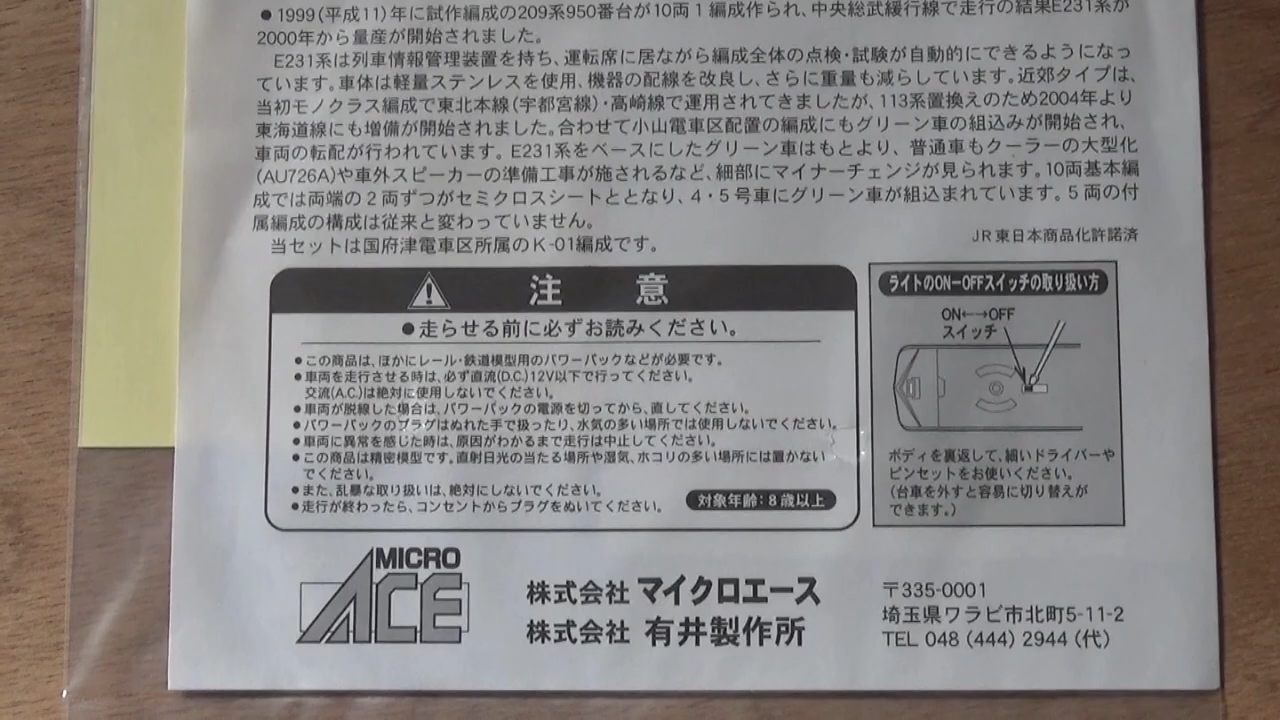 ●1999(平成11)年に試作編成の209系950番台が10両1編成作られ、中央総武緩行線で走行の結果E231系が
2000年から量産が開始されました。
E231系は列車情報管理装置を持ち、運転席に居ながら編成全体の点検・試験が自動的にできるようになっ
ています。車体は軽量ステンレスを使用、機器の配線を改良し、さらに重量も減らしています。近郊タイプは、
当初モノクラス編成で東北本線(宇都宮線)・高崎線で運用されてきましたが、113系置換えのため2004年より
東海道線にも増備が開始されました。合わせて小山電車区配置の編成にもグリーン車の組込みが開始され、
車両の転配が行われています。E231系をベースにしたグリーン車はもとより、普通車もクーラーの大型化
(AU726A)や車外スピーカーの準備工事が施されるなど、細部にマイナーチェンジが見られます。10両基本編
成では両端の2両ずつがセミクロスシートととなり、4・5号車にグリーン車が組込まれています。5両の付
属編成の構成は従来と変わっていません。
当セットは国府津電車区所属のK-01編成です。
JR東日本商品化許諾済
注意
●走らせる前に必ずお読みください。
●この商品は、ほかにレール・鉄道模型用のパワーパックなどが必要です。
●車両を走行させる時は、必ず直流(D.C.)12V以下で行ってください。
交流(A.C.)は絶対に使用しないでください。
●車両が脱線した場合は、パワーパックの電源を切ってから、直してください。
●パワーパックのプラグはぬれた手で扱ったり、水気の多い場所では使用しないでください。
●車両に異常を感じた時は、原因がわかるまで走行は中止してください。
●この商品は精密模型です。直射日光の当たる場所や湿気、ホコリの多い場所には置かない
でください。
●また、乱暴な取り扱いは、絶対にしないでください。
●走行が終わったら、コンセントからプラグをぬいてください。
対象年齢:8歳以上
ライトのON-OFFスイッチの取り扱い方
ON←→OFF
スイッチ
ボディを裏返して、細いドライバーや
ピンセットをお使いください。
(台車を外すと容易に切り替えが
できます。)
MICRO
ACE
株式会社 マイクロエース
株式会社 有井製作所
〒335-0001
埼玉県ワラビ市北町5-11-2
TEL 048 (444) 2944 (代)